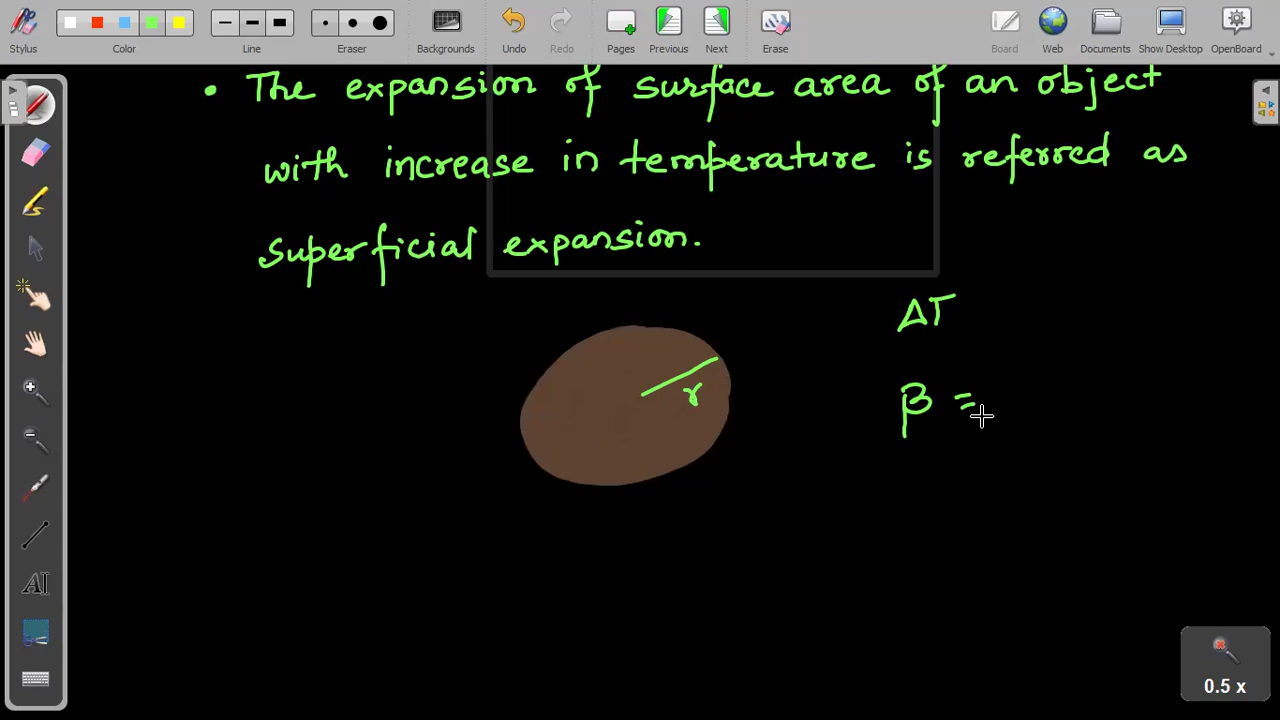 Stylus Color Line Eraser Backgrounds Undo Redo Pages Previous Next Erase Board Web Documents Show Desktop OpenBoard
• The expansion of surface area of an object
with increase in temperature is referred as
superficial expansion.
ΔT
r
β =
AI
0.5 x